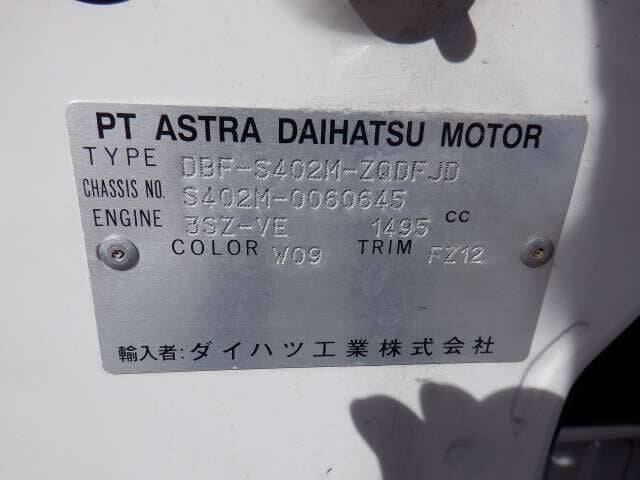 PT ASTRA DAIHATSU MOTOR
TYPE DBF-S402M-ZQDFJD
CHASSIS NO. S402M-0060645
ENGINE 3SZ-VE 1495 CC
COLOR W09 TRIM FZ12
輸入者: ダイハツ工業株式会社